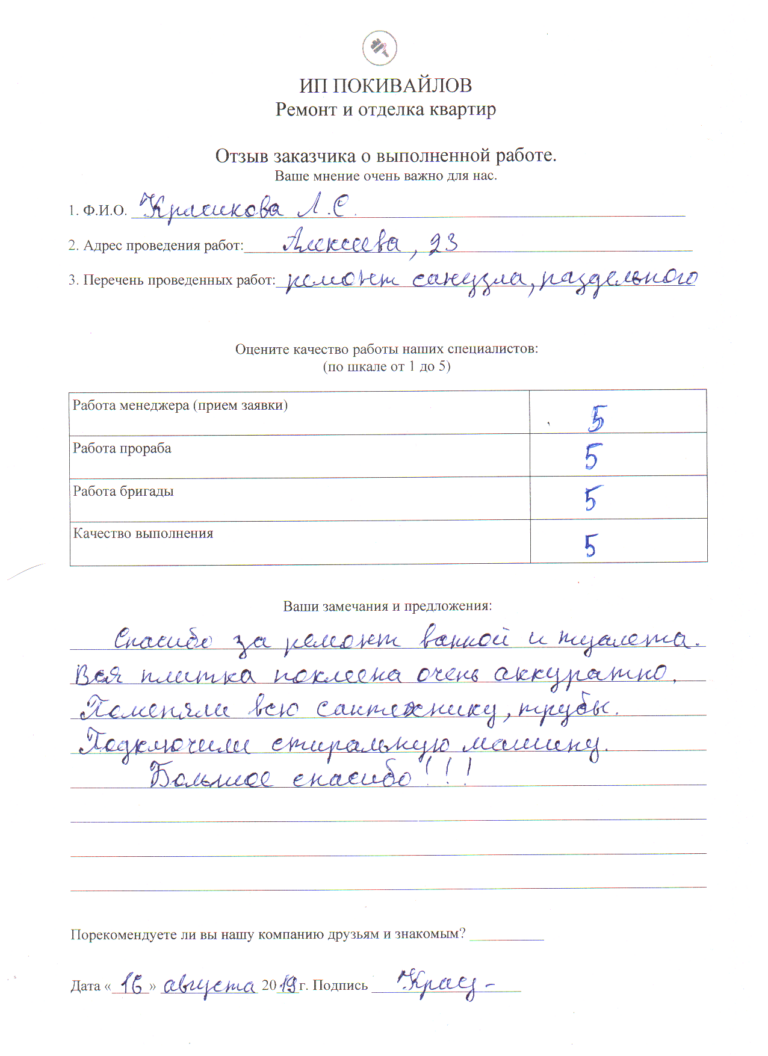 ИП ПОКИВАЙЛОВ
Ремонт и отделка квартир
Отзыв заказчика о выполненной работе.
Ваше мнение очень важно для нас.
1. Ф.И.О. Красикова Л.С.
2. Адрес проведения работ: Алексеева, 23
3. Перечень проведенных работ: ремонт санузла, раздельного
Оцените качество работы наших специалистов:
(по шкале от 1 до 5)
Работа менеджера (прием заявки) 5
Работа прораба 5
Работа бригады 5
Качество выполнения 5
Ваши замечания и предложения:
Спасибо за ремонт ванной и туалета.
Вся плитка поклеена очень аккуратно.
Поменяли всю сантехнику, трубы.
Подключили стиральную машину.
Большое спасибо!!!
Порекомендуете ли вы нашу компанию друзьям и знакомым?
Дата «16» августа 2019г. Подпись